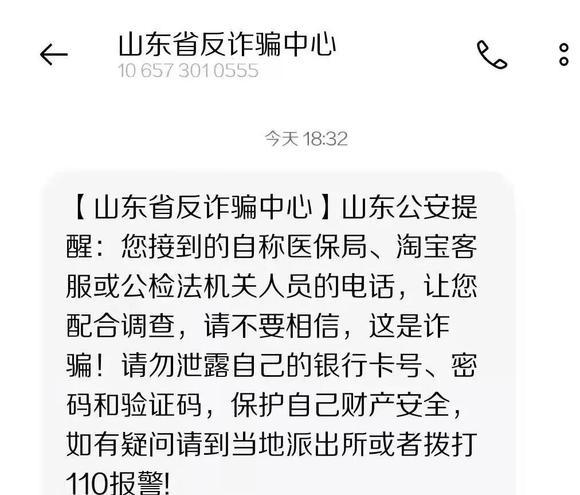 山东省反诈骗中心
10 657 301 0555
今天 18:32
【山东省反诈骗中心】山东公安提
醒：您接到的自称医保局、淘宝客
服或公检法机关人员的电话，让您
配合调查，请不要相信，这是诈
骗！请勿泄露自己的银行卡号、密
码和验证码，保护自己财产安全，
如有疑问请到当地派出所或者拨打
110报警!